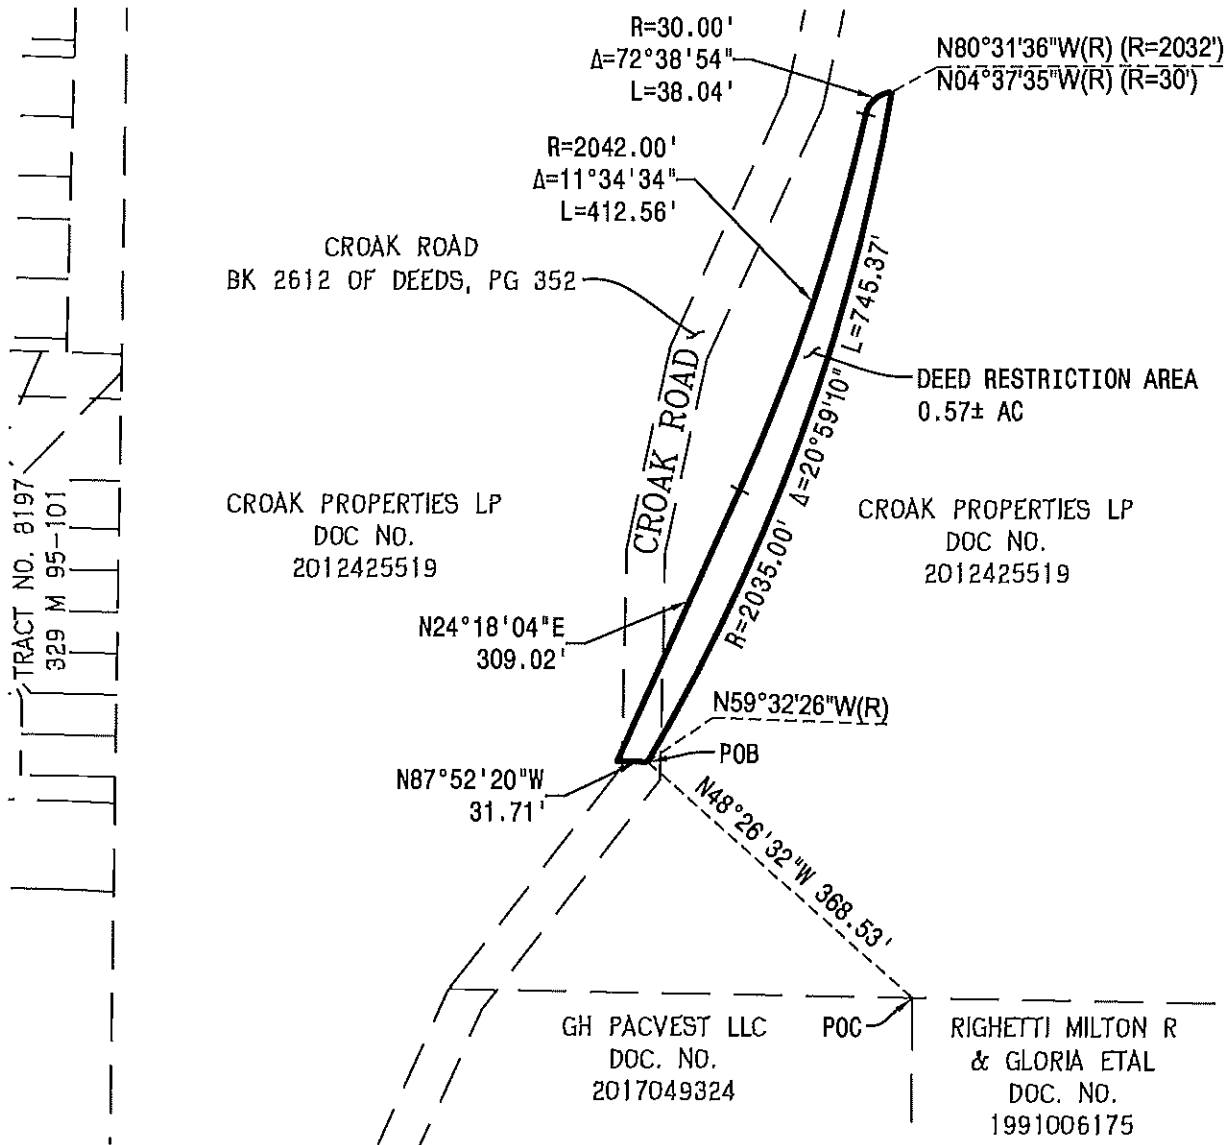 R=30.00'
Δ=72°38'54"
L=38.04'
N80°31'36"W(R) (R=2032')
N04°37'35"W(R) (R=30')
R=2042.00'
Δ=11°34'34"
L=412.56'
CROAK ROAD
BK 2612 OF DEEDS, PG 352
CROAK ROAD
R=2035.00' Δ=20°59'10" L=745.37'
DEED RESTRICTION AREA
0.57± AC
TRACT NO. 8197
329 M 95-101
CROAK PROPERTIES LP
DOC NO.
2012425519
CROAK PROPERTIES LP
DOC NO.
2012425519
N24°18'04"E
309.02'
N59°32'26"W(R)
POB
N87°52'20"W
31.71'
N48°26'32"W 368.53'
GH PACVEST LLC
DOC. NO.
2017049324
POC
RIGHETTI MILTON R
& GLORIA ETAL
DOC. NO.
1991006175